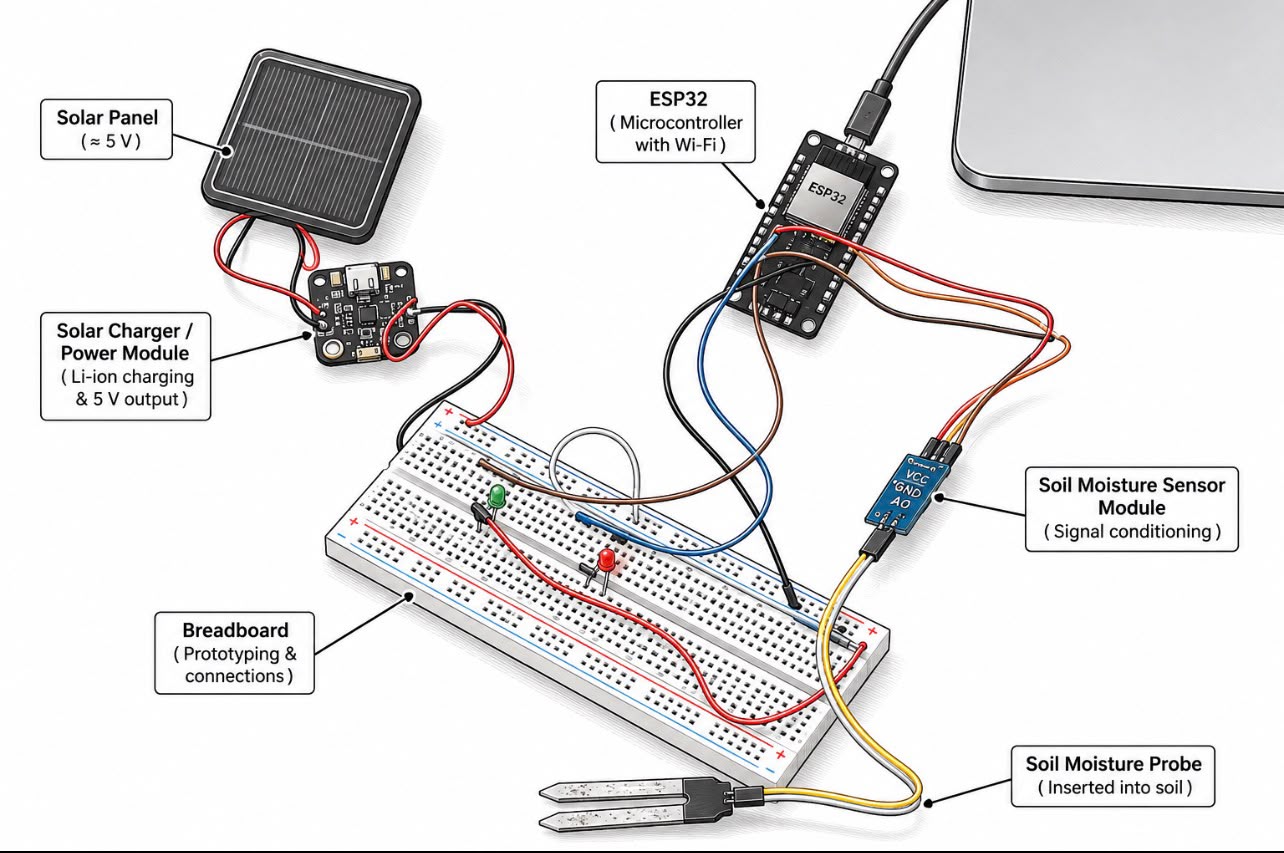 Solar Panel
( ≈ 5 V )
ESP32
( Microcontroller
with Wi-Fi )
ESP32
Solar Charger /
Power Module
( Li-ion charging
& 5 V output )
VCC
GND
AO
Soil Moisture Sensor
Module
( Signal conditioning )
Breadboard
( Prototyping &
connections )
Soil Moisture Probe
( Inserted into soil )